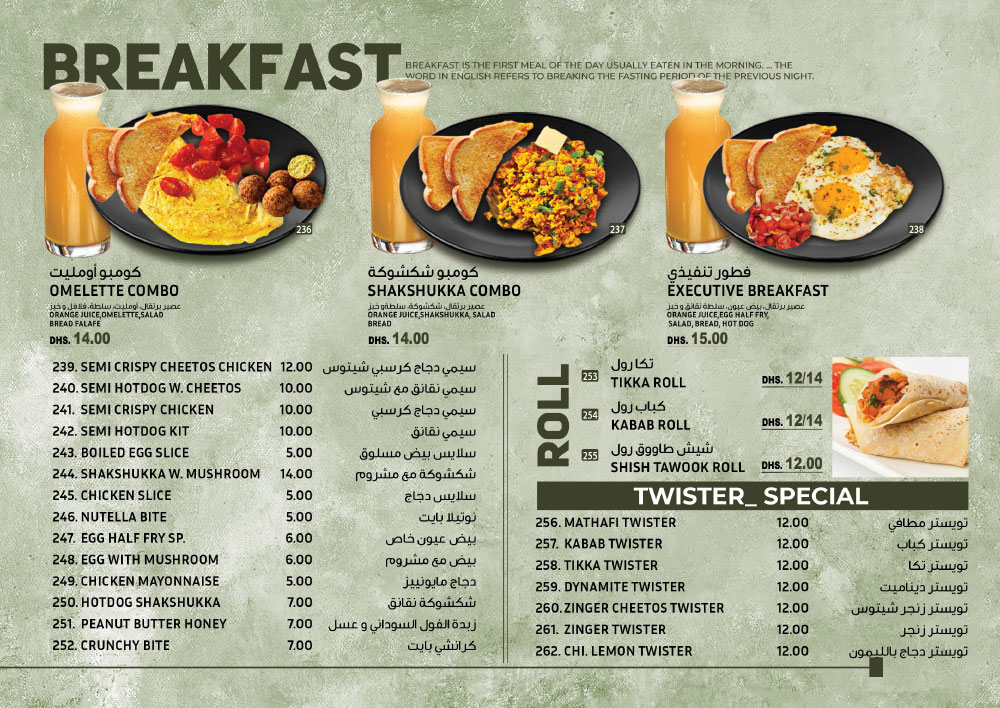 BREAKFAST
BREAKFAST IS THE FIRST MEAL OF THE DAY USUALLY EATEN IN THE MORNING. ... THE
WORD IN ENGLISH REFERS TO BREAKING THE FASTING PERIOD OF THE PREVIOUS NIGHT.
236
كومبو أومليت
OMELETTE COMBO
عصير برتقال، أومليت، سلطة، فلافل و خبز
ORANGE JUICE,OMELETTE,SALAD
BREAD FALAFE
DHS. 14.00
237
كومبو شكشوكة
SHAKSHUKKA COMBO
عصير برتقال، شكشوكة، سلطة و خبز
ORANGE JUICE,SHAKSHUKKA, SALAD
BREAD
DHS. 14.00
238
فطور تنفيذي
EXECUTIVE BREAKFAST
عصير برتقال، بيض عيون، سلطة نقانق و خبز
ORANGE JUICE,EGG HALF FRY,
SALAD, BREAD, HOT DOG
DHS. 15.00
239. SEMI CRISPY CHEETOS CHICKEN 12.00 سيمي دجاج كرسبي شيتوس
240. SEMI HOTDOG W. CHEETOS 10.00 سيمي نقانق مع شيتوس
241. SEMI CRISPY CHICKEN 10.00 سيمي دجاج كرسبي
242. SEMI HOTDOG KIT 10.00 سيمي نقانق
243. BOILED EGG SLICE 5.00 سلايس بيض مسلوق
244. SHAKSHUKKA W. MUSHROOM 14.00 شكشوكة مع مشروم
245. CHICKEN SLICE 5.00 سلايس دجاج
246. NUTELLA BITE 5.00 نوتيلا بايت
247. EGG HALF FRY SP. 6.00 بيض عيون خاص
248. EGG WITH MUSHROOM 6.00 بيض مع مشروم
249. CHICKEN MAYONNAISE 5.00 دجاج مايونييز
250. HOTDOG SHAKSHUKKA 7.00 شكشوكة نقانق
251. PEANUT BUTTER HONEY 7.00 زبدة الفول السوداني و عسل
252. CRUNCHY BITE 7.00 كرانشي بايت
ROLL
تكا رول
253 TIKKA ROLL DHS. 12/14
كباب رول
254 KABAB ROLL DHS. 12/14
شيش طاووق رول
255 SHISH TAWOOK ROLL DHS. 12.00
TWISTER_ SPECIAL
256. MATHAFI TWISTER 12.00 تويستر مطافي
257. KABAB TWISTER 12.00 تويستر كباب
258. TIKKA TWISTER 12.00 تويستر تكا
259. DYNAMITE TWISTER 12.00 تويستر ديناميت
260. ZINGER CHEETOS TWISTER 12.00 تويستر زنجر شيتوس
261. ZINGER TWISTER 12.00 تويستر زنجر
262. CHI. LEMON TWISTER 12.00 تويستر دجاج بالليمون